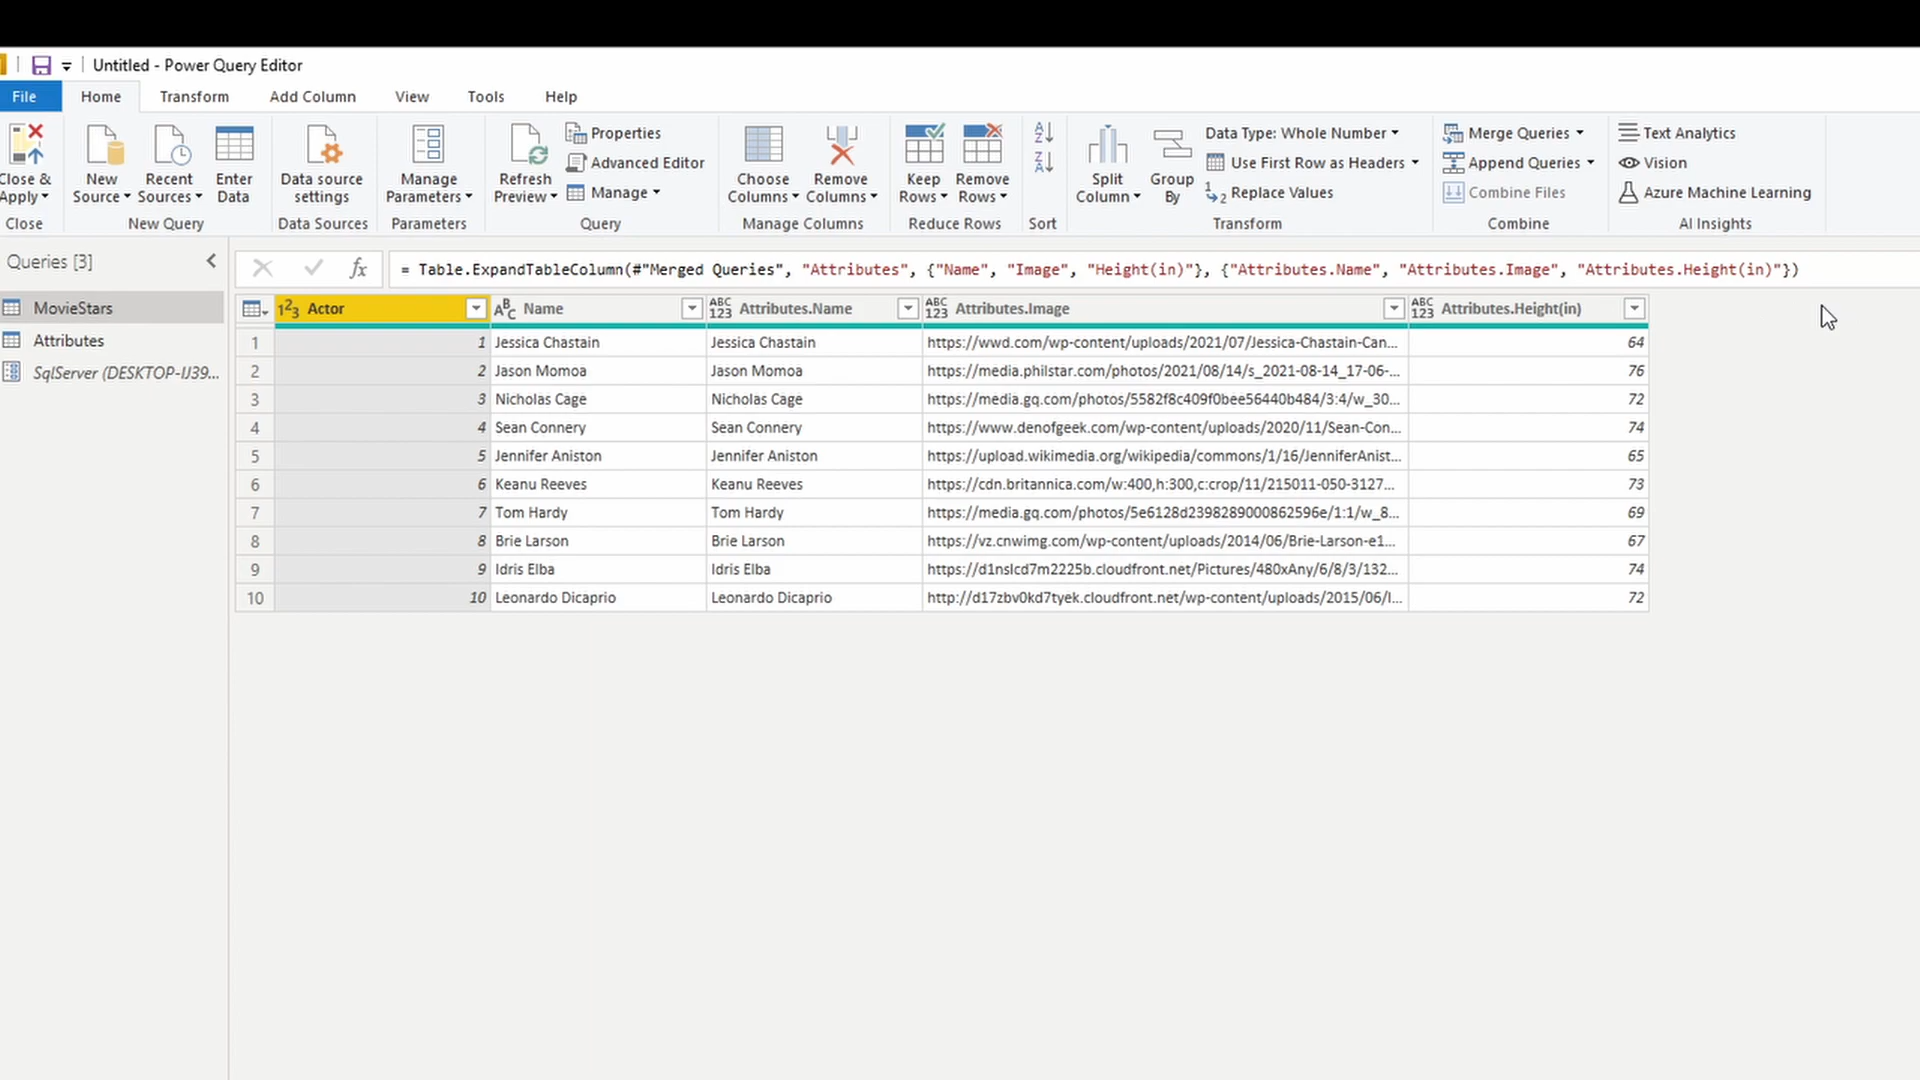 Untitled - Power Query Editor
File Home Transform Add Column View Tools Help
Close & Apply
New Source
Recent Sources
Enter Data
Data source settings
Manage Parameters
Refresh Preview
Properties
Advanced Editor
Manage
Choose Columns
Remove Columns
Keep Rows
Remove Rows
Split Column
Group By
Data Type: Whole Number
Use First Row as Headers
Replace Values
Merge Queries
Append Queries
Combine Files
Text Analytics
Vision
Azure Machine Learning
Close New Query Data Sources Parameters Query Manage Columns Reduce Rows Sort Transform Combine AI Insights
Queries [3]
MovieStars
Attributes
SqlServer (DESKTOP-IJ39...
fx = Table.ExpandTableColumn(#"Merged Queries", "Attributes", {"Name", "Image", "Height(in)"}, {"Attributes.Name", "Attributes.Image", "Attributes.Height(in)"})
123 Actor ABC Name ABC 123 Attributes.Name ABC 123 Attributes.Image ABC 123 Attributes.Height(in)
1 1 Jessica Chastain Jessica Chastain https://wwd.com/wp-content/uploads/2021/07/Jessica-Chastain-Can... 64
2 2 Jason Momoa Jason Momoa https://media.philstar.com/photos/2021/08/14/s_2021-08-14_17-06-... 76
3 3 Nicholas Cage Nicholas Cage https://media.gq.com/photos/5582f8c409f0bee56440b484/3:4/w_30... 72
4 4 Sean Connery Sean Connery https://www.denofgeek.com/wp-content/uploads/2020/11/Sean-Con... 74
5 5 Jennifer Aniston Jennifer Aniston https://upload.wikimedia.org/wikipedia/commons/1/16/JenniferAnist... 65
6 6 Keanu Reeves Keanu Reeves https://cdn.britannica.com/w:400,h:300,c:crop/11/215011-050-3127... 73
7 7 Tom Hardy Tom Hardy https://media.gq.com/photos/5e6128d2398289000862596e/1:1/w_8... 69
8 8 Brie Larson Brie Larson https://vz.cnwimg.com/wp-content/uploads/2014/06/Brie-Larson-e1... 67
9 9 Idris Elba Idris Elba https://d1nslcd7m2225b.cloudfront.net/Pictures/480xAny/6/8/3/132... 74
10 10 Leonardo Dicaprio Leonardo Dicaprio http://d17zbv0kd7tyek.cloudfront.net/wp-content/uploads/2015/06/l... 72